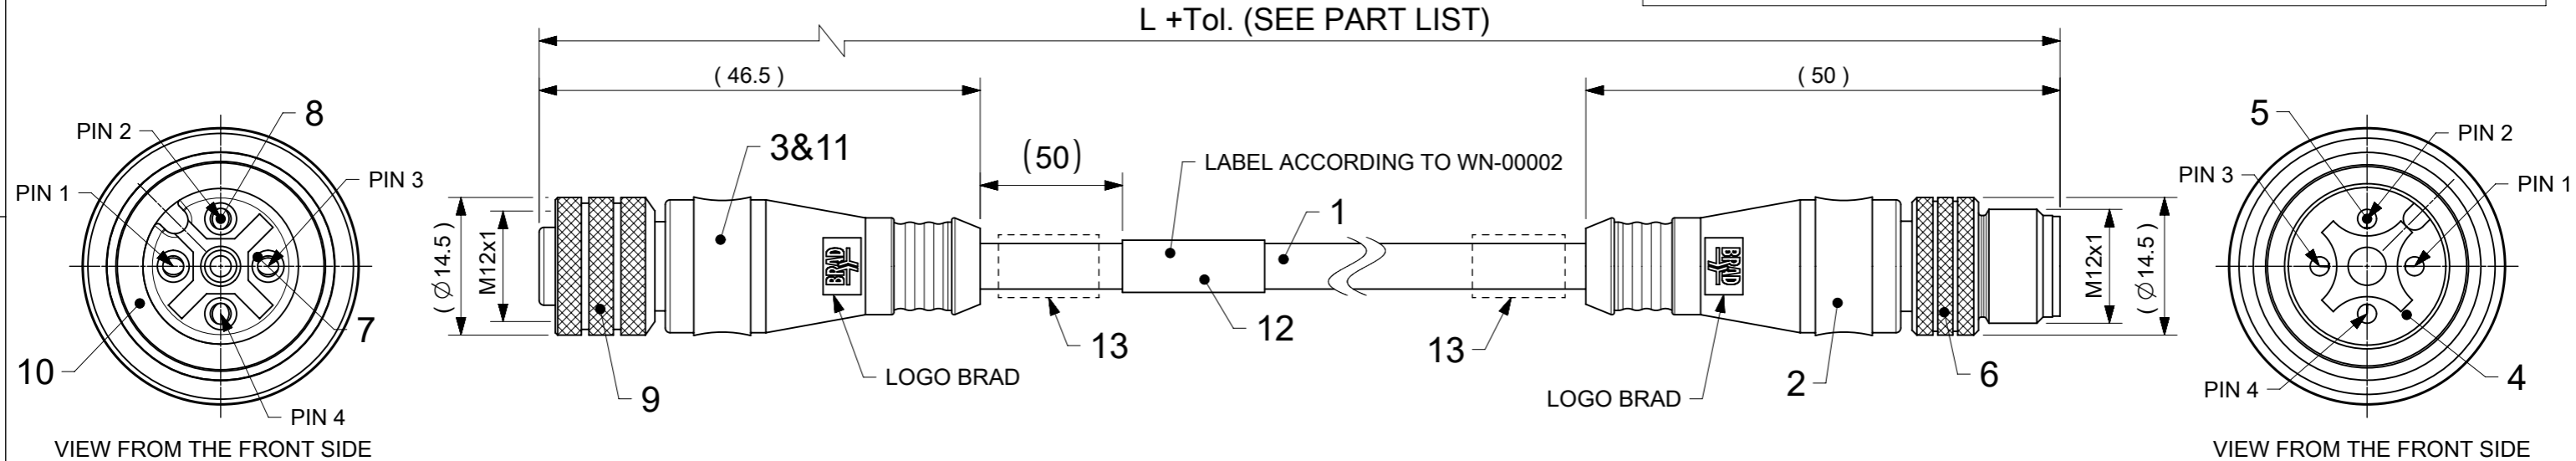 L +Tol. (SEE PART LIST)
( 46.5 )
( 50 )
PIN 2
8
PIN 1
PIN 3
7
10
PIN 4
VIEW FROM THE FRONT SIDE
( Ø 14.5 )
M12x1
3&11
(50)
LABEL ACCORDING TO WN-00002
1
BRAD
LOGO BRAD
9
13
12
13
BRAD
LOGO BRAD
2
6
M12x1
( Ø 14.5 )
5
PIN 2
PIN 3
PIN 1
PIN 4
4
VIEW FROM THE FRONT SIDE